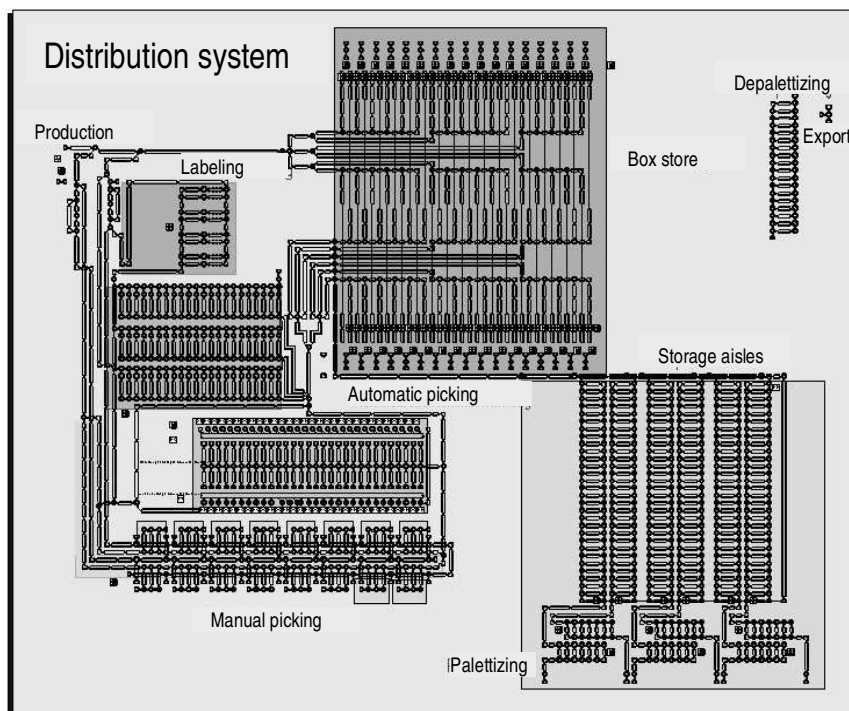 Distribution system
Depalettizing
Production
Export
Labeling
Box store
Storage aisles
Automatic picking
Manual picking
Palettizing